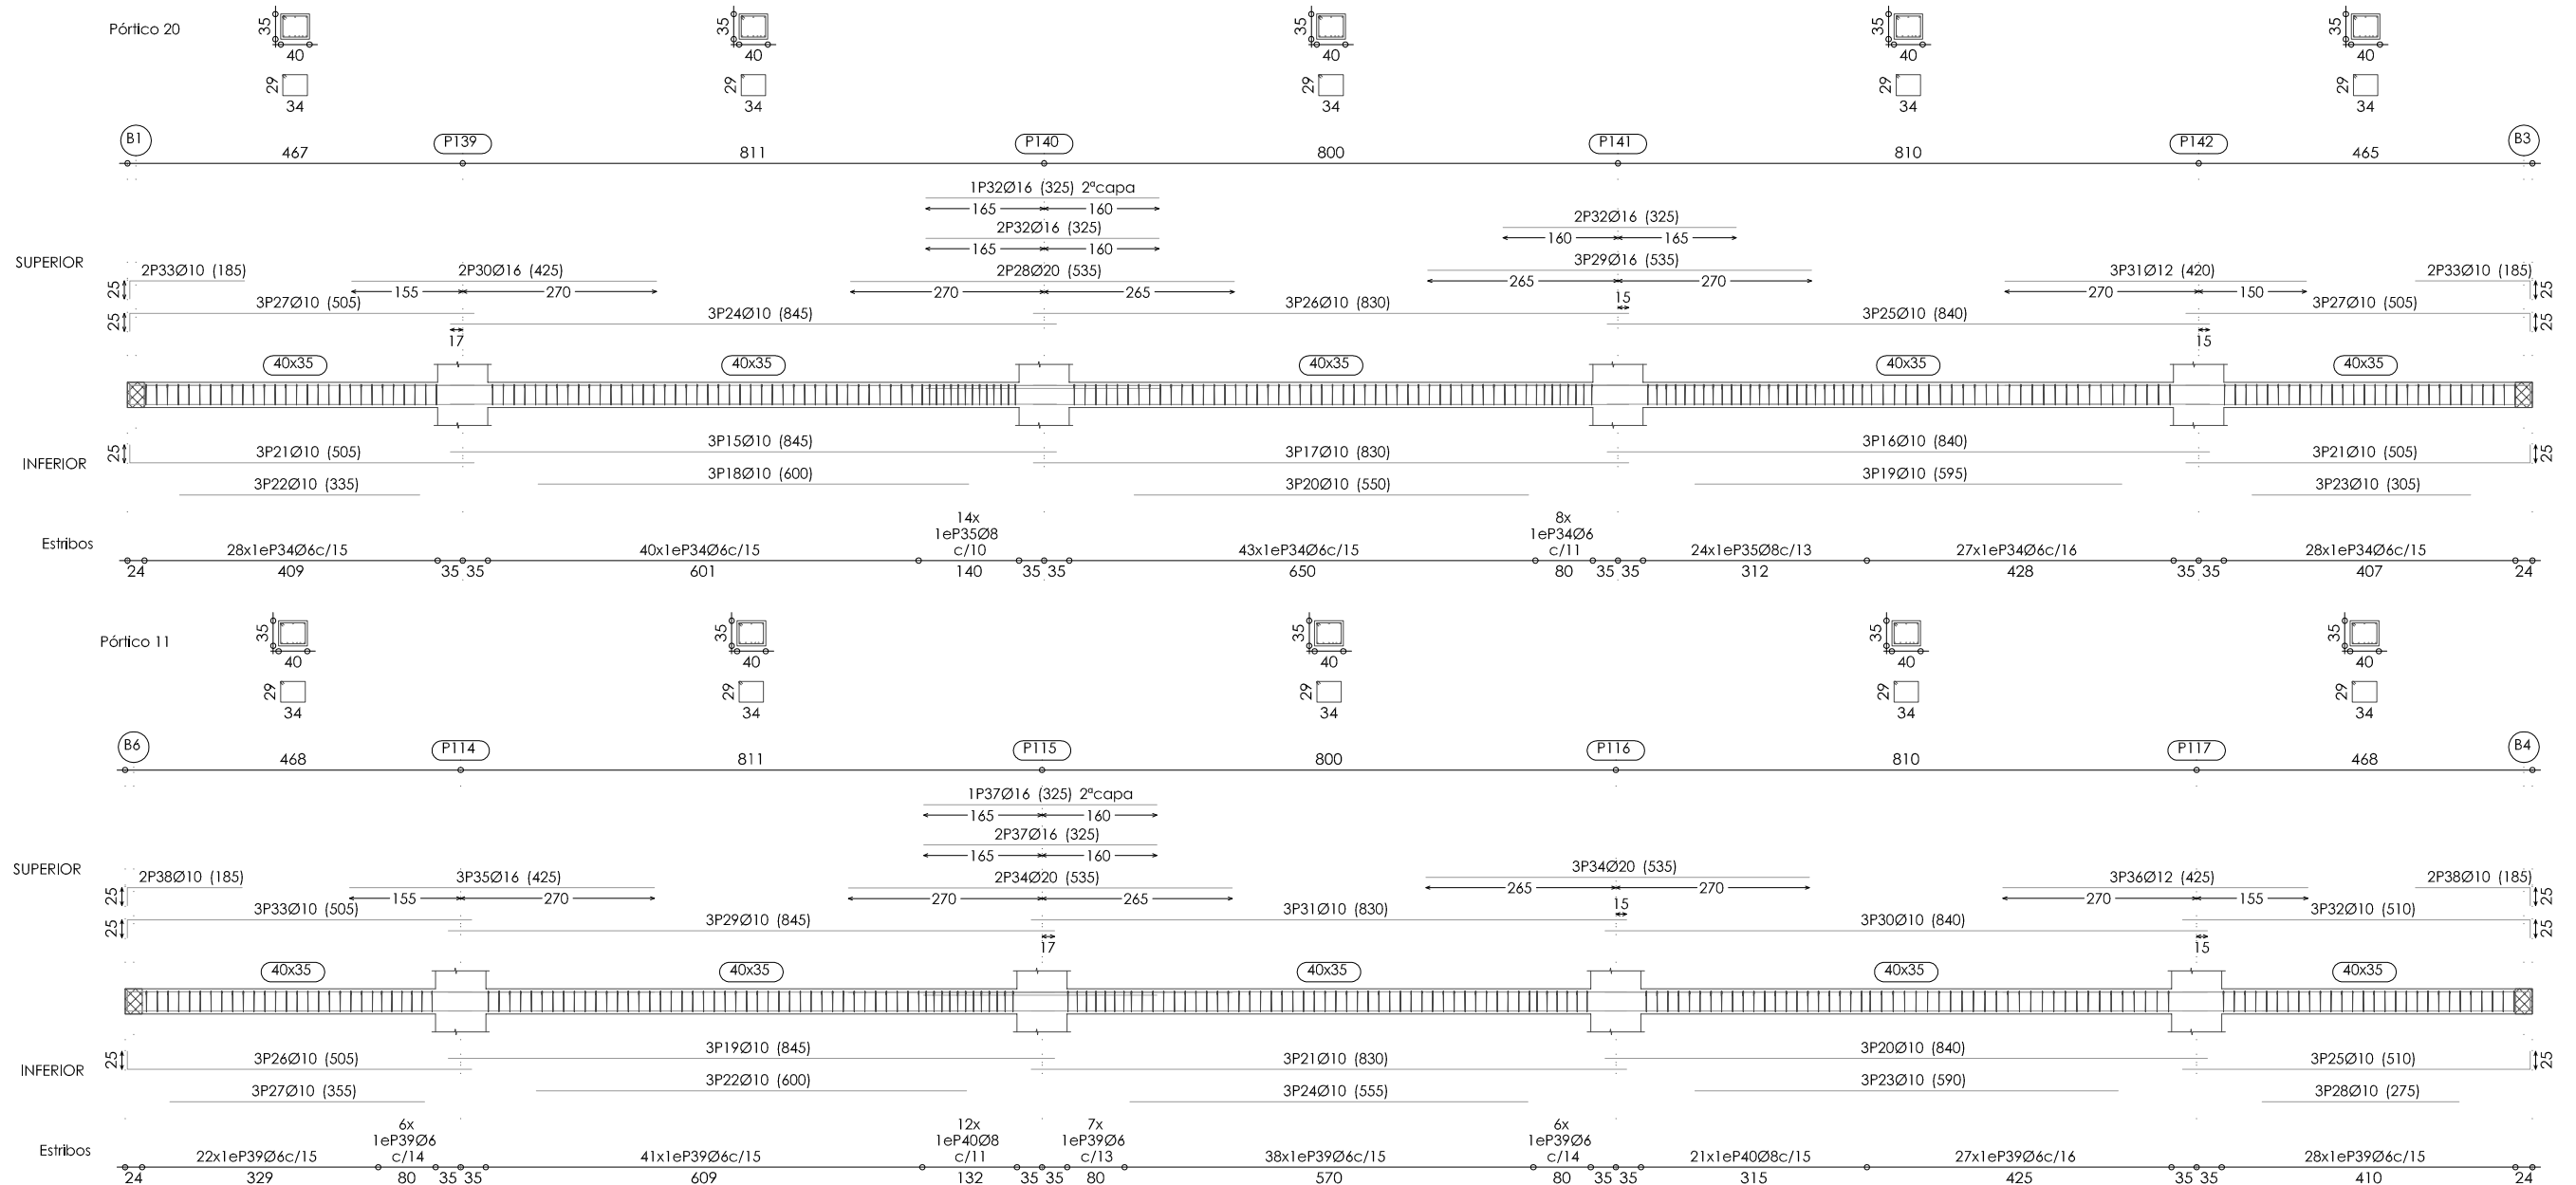 Pórtico 20
35 35 35 35 35
40 40 40 40 40
29 29 29 29 29
34 34 34 34 34
B1 P139 P140 P141 P142 B3
467 811 800 810 465
1P32Ø16 (325) 2ªcapa
165 160
2P32Ø16 (325)
2P32Ø16 (325)
165 160 160 165
SUPERIOR
3P29Ø16 (535)
2P33Ø10 (185) 2P30Ø16 (425) 2P28Ø20 (535) 3P31Ø12 (420) 2P33Ø10 (185)
265 270
25 155 270 270 265 270 150 25
15
3P27Ø10 (505) 3P26Ø10 (830) 3P27Ø10 (505)
25 3P24Ø10 (845) 3P25Ø10 (840) 25
17 15
40x35 40x35 40x35 40x35 40x35
3P15Ø10 (845) 3P16Ø10 (840)
25 3P21Ø10 (505) 3P17Ø10 (830) 3P21Ø10 (505) 25
INFERIOR
3P18Ø10 (600) 3P19Ø10 (595)
3P22Ø10 (335) 3P20Ø10 (550) 3P23Ø10 (305)
14x 8x
1eP35Ø8 1eP34Ø6
Estribos
28x1eP34Ø6c/15 40x1eP34Ø6c/15 c/10 43x1eP34Ø6c/15 c/11 24x1eP35Ø8c/13 27x1eP34Ø6c/16 28x1eP34Ø6c/15
24 409 35 35 601 140 35 35 650 80 35 35 312 428 35 35 407 24
Pórtico 11
35 35 35 35 35
40 40 40 40 40
29 29 29 29 29
34 34 34 34 34
B6 P114 P115 P116 P117 B4
468 811 800 810 468
1P37Ø16 (325) 2ªcapa
165 160
2P37Ø16 (325)
165 160
SUPERIOR
3P34Ø20 (535)
2P38Ø10 (185) 3P35Ø16 (425) 2P34Ø20 (535) 3P36Ø12 (425) 2P38Ø10 (185)
265 270
25 155 270 270 265 270 155 25
15
3P33Ø10 (505) 3P31Ø10 (830) 3P32Ø10 (510)
25 3P29Ø10 (845) 3P30Ø10 (840) 25
17 15
40x35 40x35 40x35 40x35 40x35
3P19Ø10 (845) 3P20Ø10 (840)
25 3P26Ø10 (505) 3P21Ø10 (830) 3P25Ø10 (510) 25
INFERIOR
3P22Ø10 (600) 3P23Ø10 (590)
3P27Ø10 (355) 3P24Ø10 (555) 3P28Ø10 (275)
6x 12x 7x 6x
1eP39Ø6 1eP40Ø8 1eP39Ø6 1eP39Ø6
Estribos
22x1eP39Ø6c/15 c/14 41x1eP39Ø6c/15 c/11 c/13 38x1eP39Ø6c/15 c/14 21x1eP40Ø8c/15 27x1eP39Ø6c/16 28x1eP39Ø6c/15
24 329 80 35 35 609 132 35 35 80 570 80 35 35 315 425 35 35 410 24